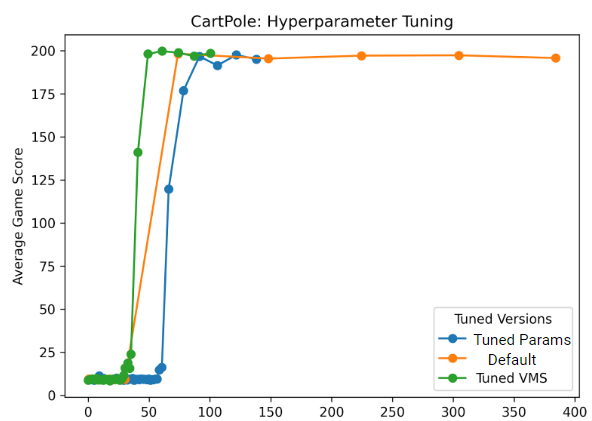 CartPole: Hyperparameter Tuning
200
175
150
125
100
75
50
25
0
Average Game Score
Tuned Versions
Tuned Params
Default
Tuned VMS
0 50 100 150 200 250 300 350 400